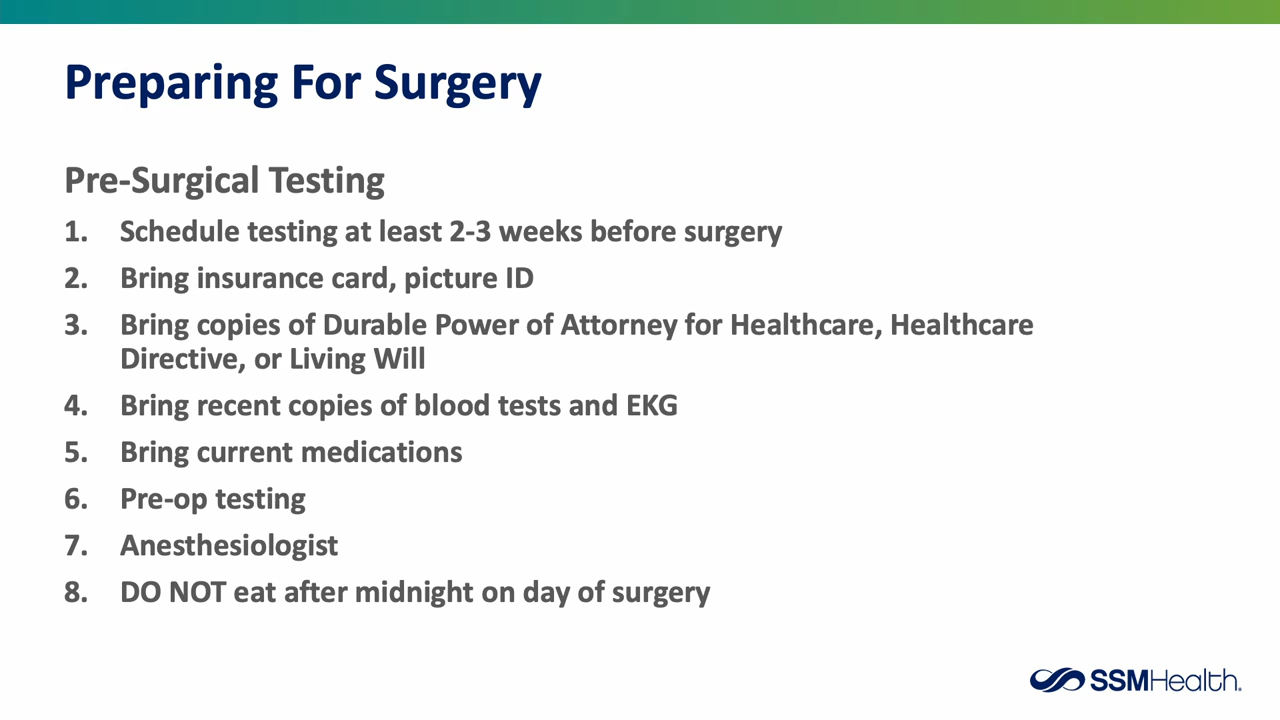 Preparing For Surgery
Pre-Surgical Testing
1. Schedule testing at least 2-3 weeks before surgery
2. Bring insurance card, picture ID
3. Bring copies of Durable Power of Attorney for Healthcare, Healthcare
Directive, or Living Will
4. Bring recent copies of blood tests and EKG
5. Bring current medications
6. Pre-op testing
7. Anesthesiologist
8. DO NOT eat after midnight on day of surgery
SSMHealth.